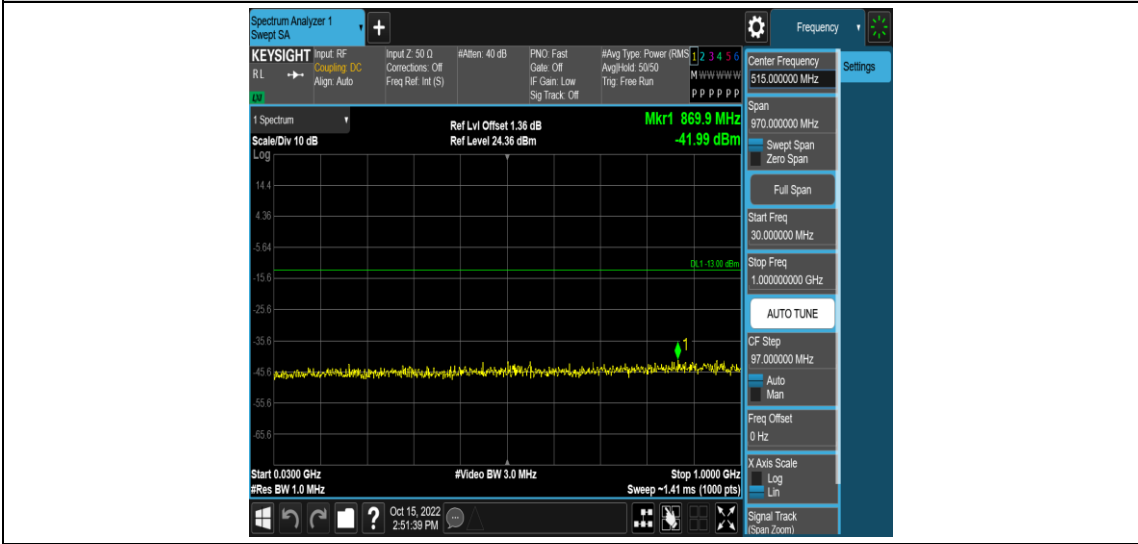 Spectrum Analyzer 1
Swept SA
+
Frequency
KEYSIGHT
RL
LXI
Input: RF
Coupling: DC
Align: Auto
Input Z: 50 Ω
Corrections: Off
Freq Ref: Int (S)
#Atten: 40 dB
PNO: Fast
Gate: Off
IF Gain: Low
Sig Track: Off
#Avg Type: Power (RMS
Avg|Hold: 50/50
Trig: Free Run
1 2 3 4 5 6
M W W W W W
P P P P P P
1 Spectrum
Scale/Div 10 dB
Log
Ref Lvl Offset 1.36 dB
Ref Level 24.36 dBm
Mkr1 869.9 MHz
-41.99 dBm
14.4
4.36
-5.64
DL1 -13.00 dBm
-15.6
-25.6
-35.6
1
-45.6
-55.6
-65.6
Start 0.0300 GHz
#Res BW 1.0 MHz
#Video BW 3.0 MHz
Stop 1.0000 GHz
Sweep ~1.41 ms (1000 pts)
?
Oct 15, 2022
2:51:39 PM
Center Frequency
515.000000 MHz
Span
970.000000 MHz
Swept Span
Zero Span
Full Span
Start Freq
30.000000 MHz
Stop Freq
1.000000000 GHz
AUTO TUNE
CF Step
97.000000 MHz
Auto
Man
Freq Offset
0 Hz
X Axis Scale
Log
Lin
Signal Track
(Span Zoom)
Settings